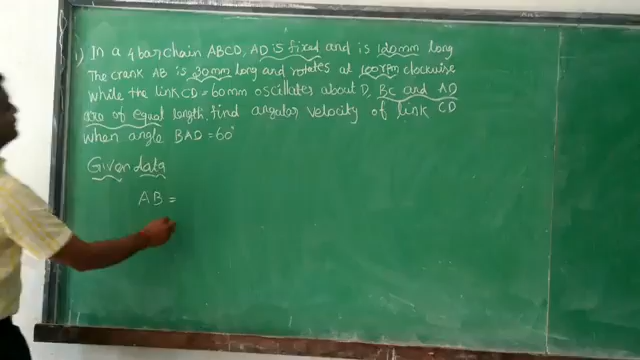 1) In a 4 bar chain ABCD, AD is fixed and is 120mm long
The crank AB is 30mm long and rotates at 100rpm clockwise
while the link CD = 60mm oscillates about D, BC and AD
are of equal length. find angular velocity of link CD
when angle BAD = 60°
Given data
AB =